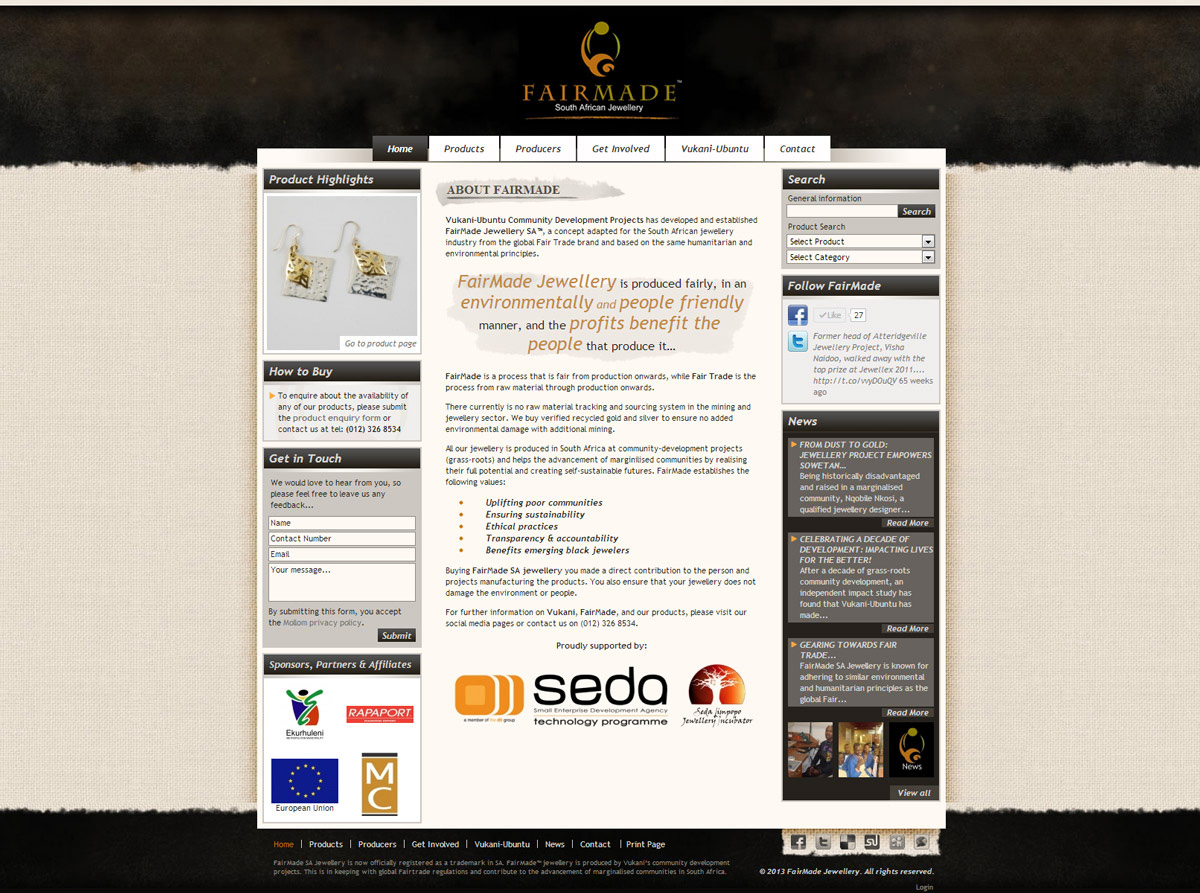 FAIRMADE™
South African Jewellery
Home
Products
Producers
Get Involved
Vukani-Ubuntu
Contact
Product Highlights
Go to product page
How to Buy
To enquire about the availability of
any of our products, please submit
the product enquiry form or
contact us at tel: (012) 326 8534
Get in Touch
We would love to hear from you, so
please feel free to leave us any
feedback...
Name
Contact Number
Email
Your message...
By submitting this form, you accept
the Mollom privacy policy.
Submit
Sponsors, Partners & Affiliates
Ekurhuleni
RAPAPORT
European Union
M
C
ABOUT FAIRMADE
Vukani-Ubuntu Community Development Projects has developed and established
FairMade Jewellery SA™, a concept adapted for the South African jewellery
industry from the global Fair Trade brand and based on the same humanitarian and
environmental principles.
FairMade Jewellery is produced fairly, in an
environmentally and people friendly
manner, and the profits benefit the
people that produce it...
FairMade is a process that is fair from production onwards, while Fair Trade is the
process from raw material through production onwards.
There currently is no raw material tracking and sourcing system in the mining and
jewellery sector. We buy verified recycled gold and silver to ensure no added
environmental damage with additional mining.
All our jewellery is produced in South Africa at community-development projects
(grass-roots) and helps the advancement of marginilised communities by realising
their full potential and creating self-sustainable futures. FairMade establishes the
following values:
Uplifting poor communities
Ensuring sustainability
Ethical practices
Transparency & accountability
Benefits emerging black jewelers
Buying FairMade SA jewellery you made a direct contribution to the person and
projects manufacturing the products. You also ensure that your jewellery does not
damage the environment or people.
For further information on Vukani, FairMade, and our products, please visit our
social media pages or contact us on (012) 326 8534.
Proudly supported by:
seda
Small Enterprise Development Agency
technology programme
a member of the dti group
Seda Limpopo
Jewellery Incubator
Search
General information
Search
Product Search
Select Product
Select Category
Follow FairMade
Like
27
Former head of Atteridgeville
Jewellery Project, Visha
Naidoo, walked away with the
top prize at Jewellex 2011....
http://t.co/vvyDOuQY 65 weeks
ago
News
FROM DUST TO GOLD:
JEWELLERY PROJECT EMPOWERS
SOWETAN...
Being historically disadvantaged
and raised in a marginalised
community, Nqobile Nkosi, a
qualified jewellery designer...
Read More
CELEBRATING A DECADE OF
DEVELOPMENT: IMPACTING LIVES
FOR THE BETTER!
After a decade of grass-roots
community development, an
independent impact study has
found that Vukani-Ubuntu has
made...
Read More
GEARING TOWARDS FAIR
TRADE...
FairMade SA Jewellery is known for
adhering to similar environmental
and humanitarian principles as the
global Fair...
Read More
News
View all
Home | Products | Producers | Get Involved | Vukani-Ubuntu | News | Contact | Print Page
FairMade SA Jewellery is now officially registered as a trademark in SA. FairMade™ jewellery is produced by Vukani's community development
projects. This is in keeping with global Fairtrade regulations and contribute to the advancement of marginalised communities in South Africa.
© 2013 FairMade Jewellery. All rights reserved.
Login